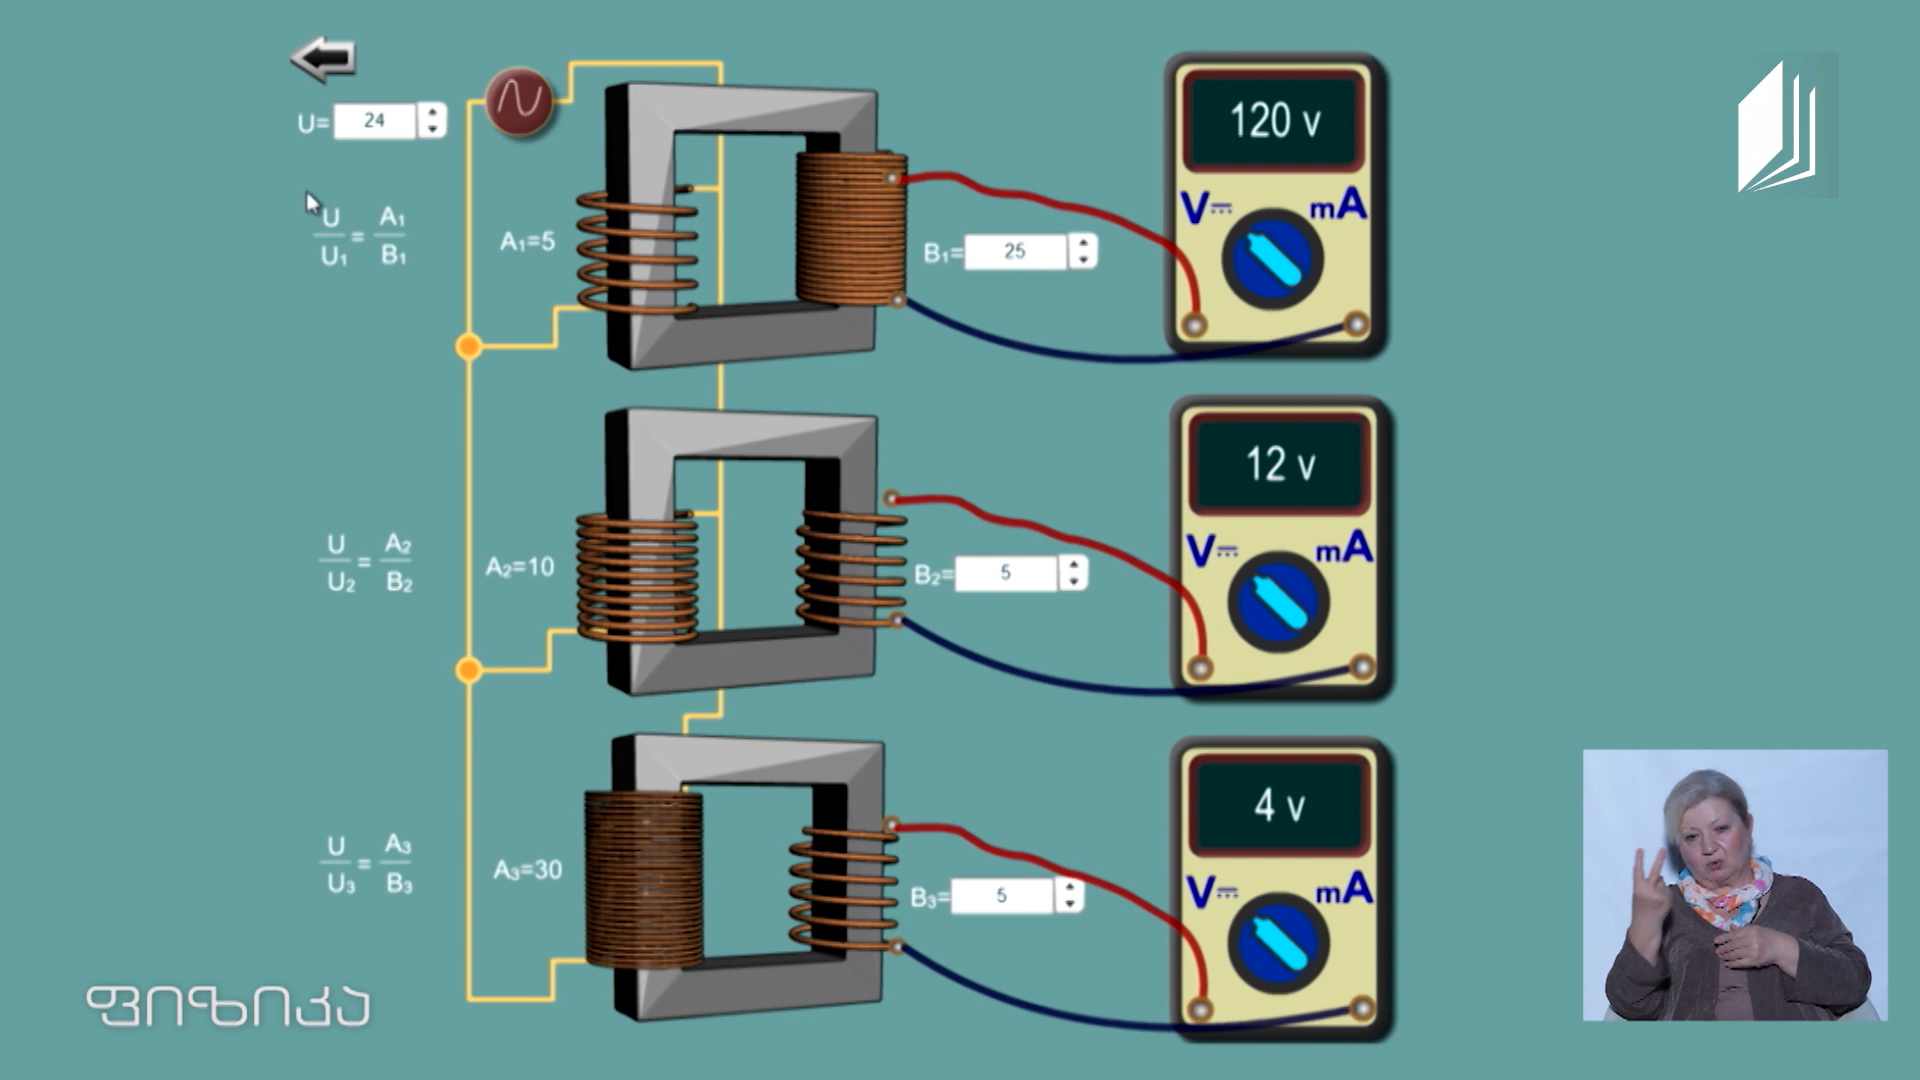 U= 24
U/U₁ = A₁/B₁
A₁=5
B₁= 25
120 v
V mA
U/U₂ = A₂/B₂
A₂=10
B₂= 5
12 v
V mA
U/U₃ = A₃/B₃
A₃=30
B₃= 5
4 v
V mA
ფიზიკა